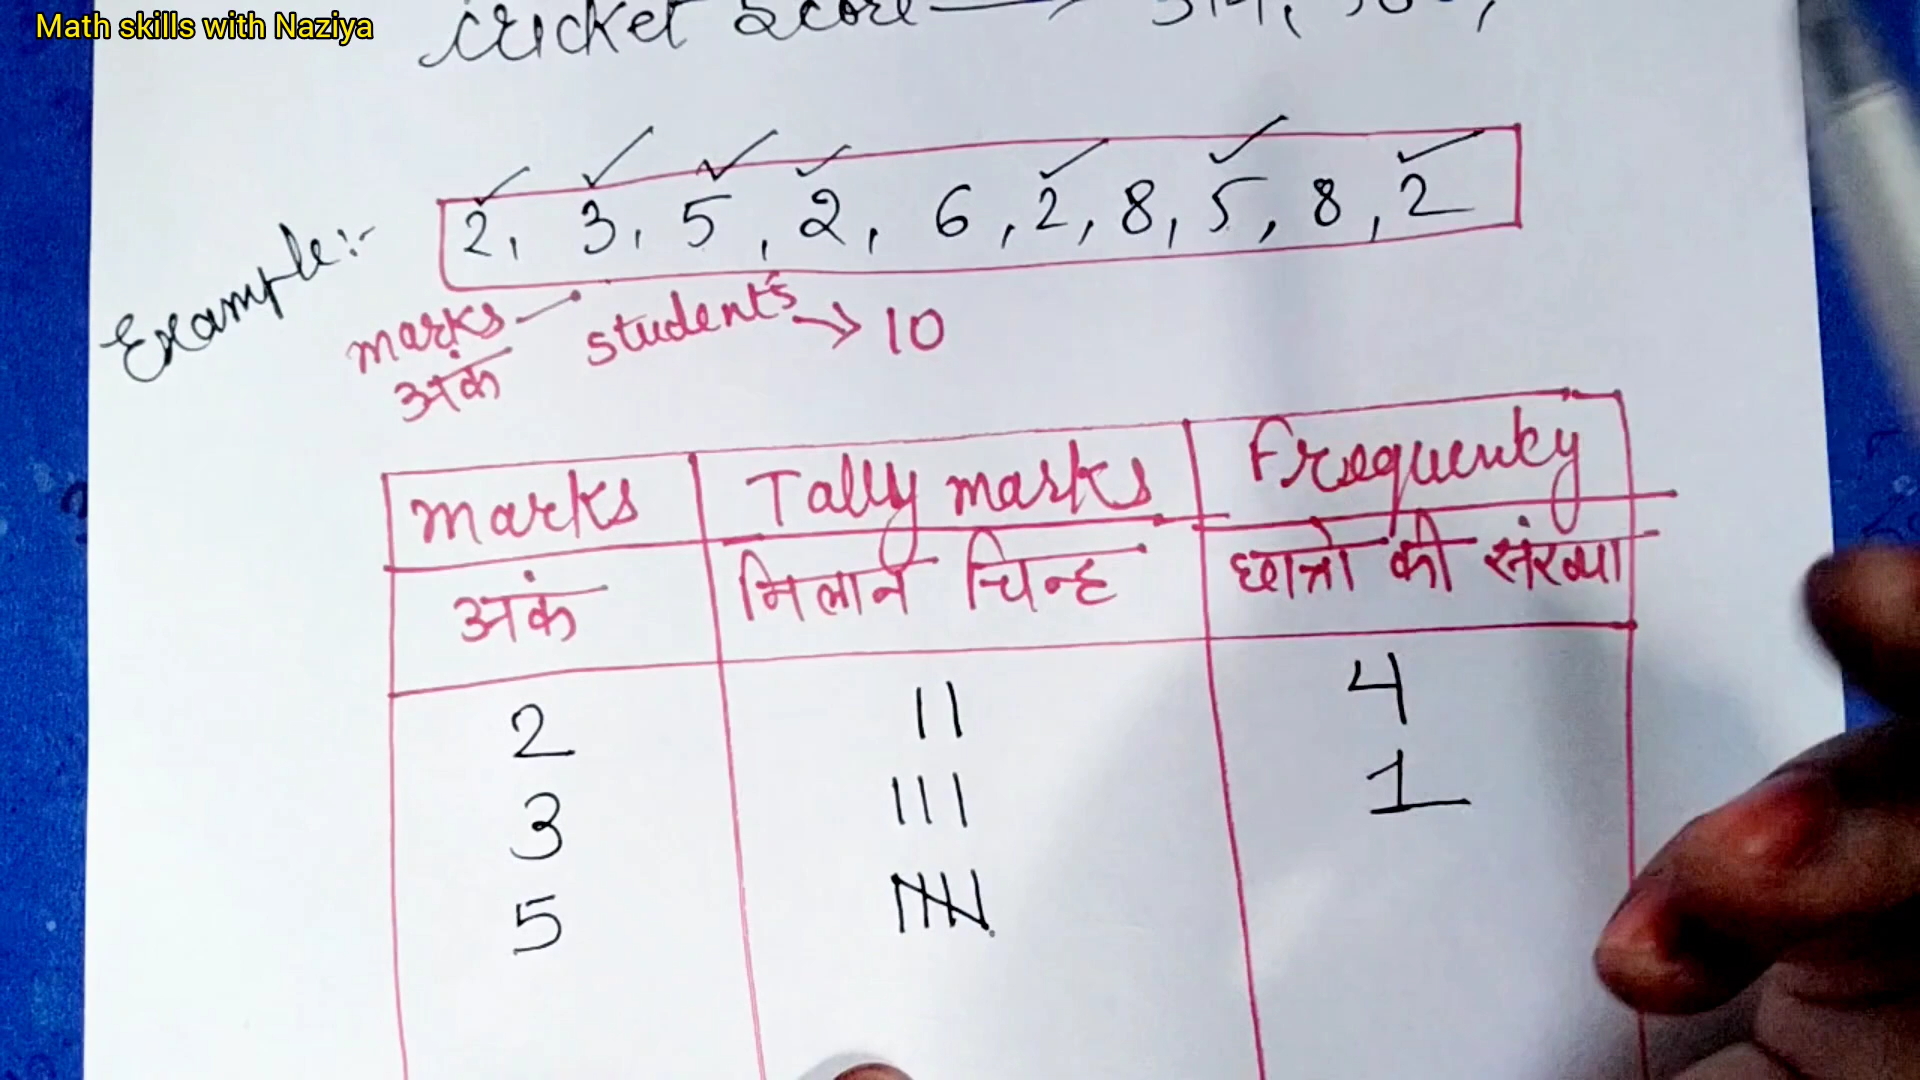 Math skills with Naziya
cricket score →
Example:-
2, 3, 5, 2, 6, 2, 8, 5, 8, 2
marks students → 10
अंक
marks Tally marks Frequenky
अंक मिलान चिन्ह छात्रो की संख्या
2 || 4
3 ||| 1
5 𝍸